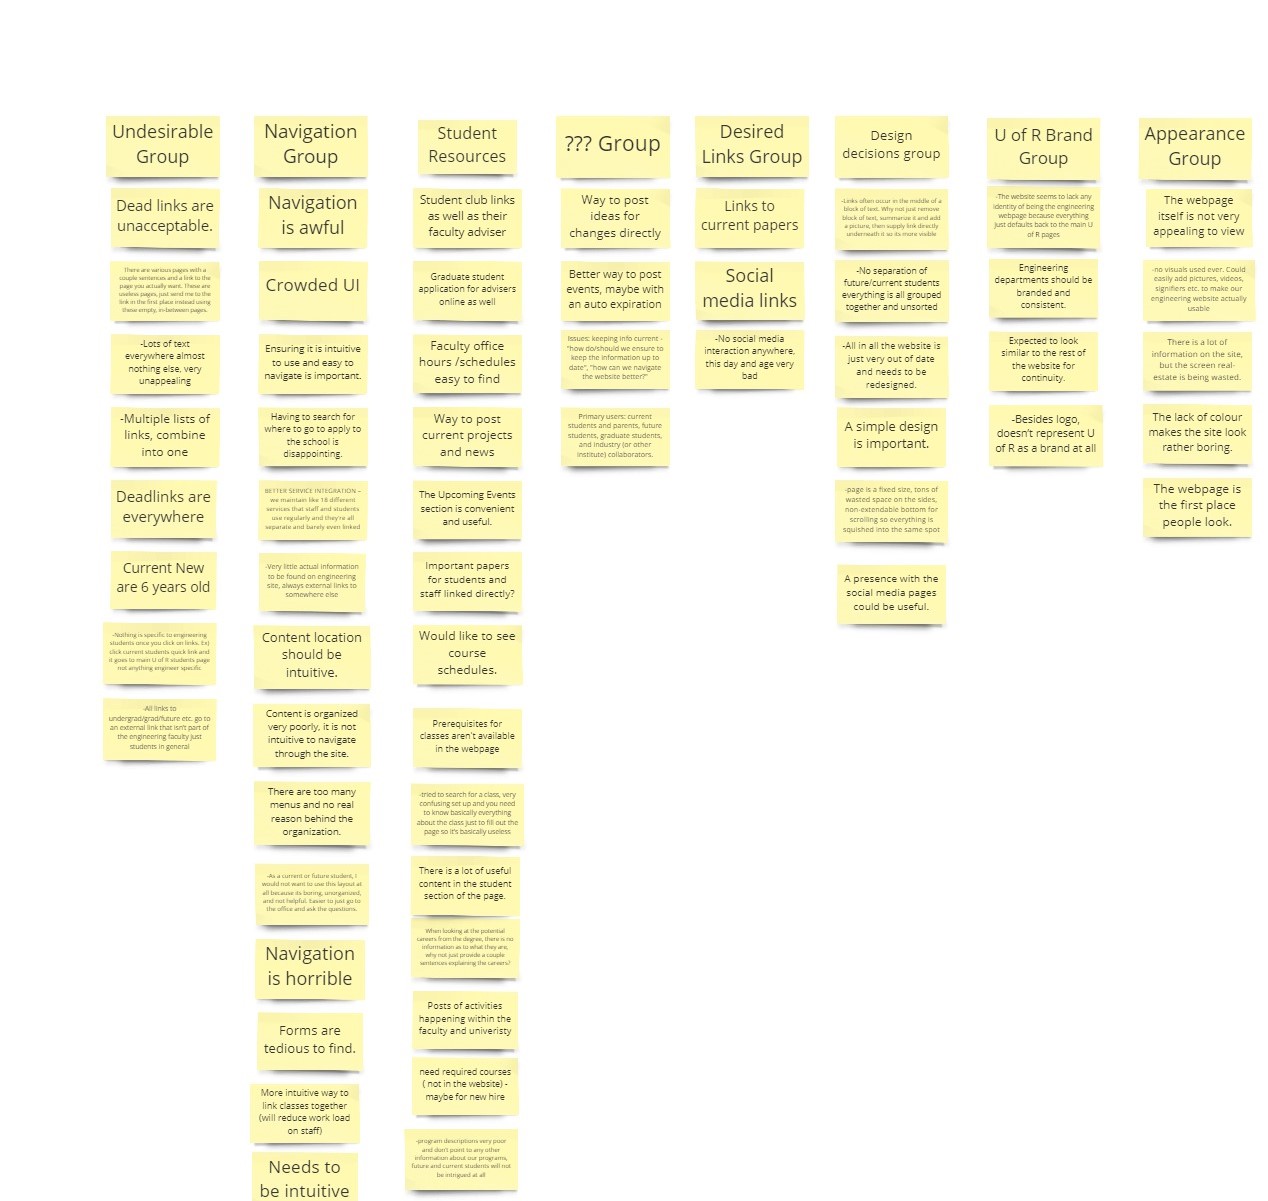 Undesirable
Group
Dead links are
unacceptable.
There are various pages with a
couple sentences and a link to the
page you actually want. These are
useless pages, just send me to the
link in the first place instead using
these empty, in-between pages.
-Lots of text
everywhere almost
nothing else, very
unappealing
-Multiple lists of
links, combine
into one
Deadlinks are
everywhere
Current New
are 6 years old
-Nothing is specific to engineering
students once you click on links. Ex)
click current students quick link and
it goes to main U of R students page
not anything engineer specific.
-All links to
undergrad/grad/future etc. go to
an external link that isn't part of
the engineering faculty just
students in general
Navigation
Group
Navigation
is awful
Crowded UI
Ensuring it is intuitive
to use and easy to
navigate is important.
Having to search for
where to go to apply to
the school is
disappointing.
BETTER SERVICE INTEGRATION –
we maintain like 18 different
services that staff and students
use regularly and they're all
separate and barely even linked
-Very little actual information
to be found on engineering
site, always external links to
somewhere else
Content location
should be
intuitive.
Content is organized
very poorly, it is not
intuitive to navigate
through the site.
There are too many
menus and no real
reason behind the
organization.
-As a current or future student, I
would not want to use this layout at
all because its boring, unorganized,
and not helpful. Easier to just go to
the office and ask the questions.
Navigation
is horrible
Forms are
tedious to find.
More intuitive way to
link classes together
(will reduce work load
on staff)
Needs to
be intuitive
Student
Resources
Student club links
as well as their
faculty adviser
Graduate student
application for advisers
online as well
Faculty office
hours /schedules
easy to find
Way to post
current projects
and news
The Upcoming Events
section is convenient
and useful.
Important papers
for students and
staff linked directly?
Would like to see
course
schedules.
Prerequisites for
classes aren't available
in the webpage
-tried to search for a class, very
confusing set up and you need
to know basically everything
about the class just to fill out the
page so it's basically useless
There is a lot of useful
content in the student
section of the page.
When looking at the potential
careers from the degree, there is no
information as to what they are,
why not just provide a couple
sentences explaining the careers?
Posts of activities
happening within the
faculty and univeristy
need required courses
( not in the website) -
maybe for new hire
-program descriptions very poor
and don't point to any other
information about our programs,
future and current students will not
be intrigued at all
??? Group
Way to post
ideas for
changes directly
Better way to post
events, maybe with
an auto expiration
Issues: keeping info current -
"how do/should we ensure to
keep the information up to
date", "how can we navigate
the website better?"
Primary users: current
students and parents, future
students, graduate students,
and industry (or other
institute) collaborators.
Desired
Links Group
Links to
current papers
Social
media links
-No social media
interaction anywhere,
this day and age very
bad
Design
decisions group
-Links often occur in the middle of a
block of text. Why not just remove
block of text, summarize it and add
a picture, then supply link directly
underneath it so its more visible
-No separation of
future/current students
everything is all grouped
together and unsorted
-All in all the website is
just very out of date
and needs to be
redesigned.
A simple design
is important.
-page is a fixed size, tons of
wasted space on the sides,
non-extendable bottom for
scrolling so everything is
squished into the same spot
A presence with the
social media pages
could be useful.
U of R Brand
Group
-The website seems to lack any
identity of being the engineering
webpage because everything
just defaults back to the main U
of R pages
Engineering
departments should be
branded and
consistent.
Expected to look
similar to the rest of
the website for
continuity.
-Besides logo,
doesn't represent U
of R as a brand at all
Appearance
Group
The webpage
itself is not very
appealing to view
-no visuals used ever. Could
easily add pictures, videos,
signifiers etc. to make our
engineering website actually
usable
There is a lot of
information on the site,
but the screen real-
estate is being wasted.
The lack of colour
makes the site look
rather boring.
The webpage is
the first place
people look.